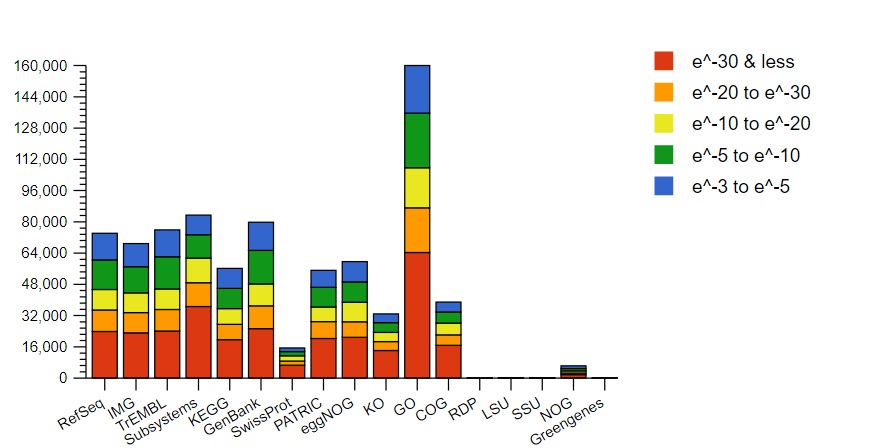 160,000
144,000
128,000
112,000
96,000
80,000
64,000
48,000
32,000
16,000
0
RefSeq
IMG
TrEMBL
Subsystems
KEGG
GenBank
SwissProt
PATRIC
eggNOG
KO
GO
COG
RDP
LSU
SSU
NOG
Greengenes
e^-30 & less
e^-20 to e^-30
e^-10 to e^-20
e^-5 to e^-10
e^-3 to e^-5